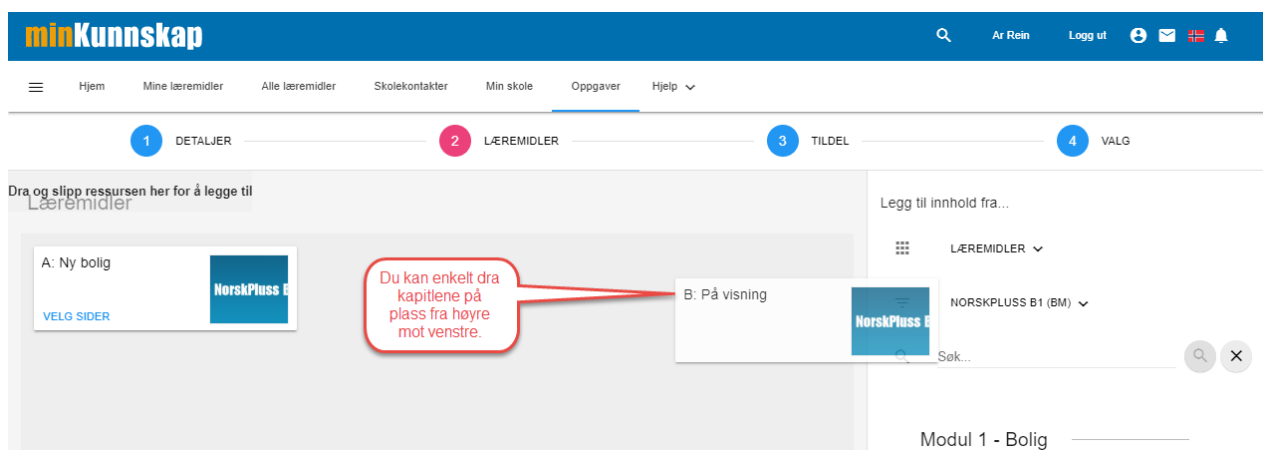 minKunnskap
Ar Rein
Logg ut
Hjem
Mine læremidler
Alle læremidler
Skolekontakter
Min skole
Oppgaver
Hjelp
1 DETALJER
2 LÆREMIDLER
3 TILDEL
4 VALG
Dra og slipp ressursen her for å legge til
Læremidler
A: Ny bolig
NorskPluss B
VELG SIDER
Du kan enkelt dra
kapitlene på
plass fra høyre
mot venstre.
B: På visning
NorskPluss B
Legg til innhold fra...
LÆREMIDLER
NORSKPLUSS B1 (BM)
Søk...
Modul 1 - Bolig